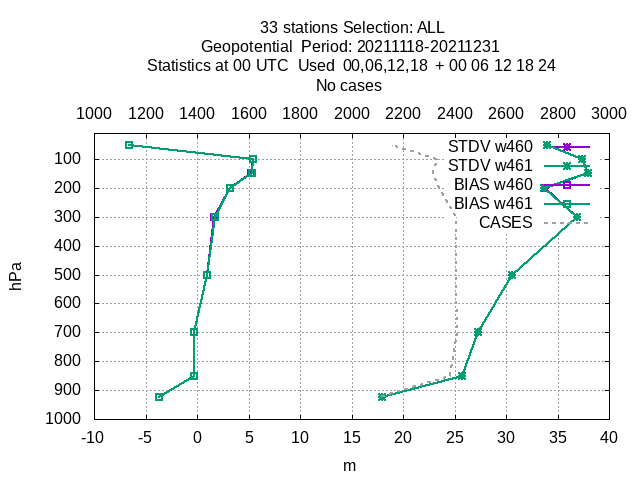 33 stations Selection: ALL
Geopotential  Period: 20211118-20211231
Statistics at 00 UTC  Used  00,06,12,18  + 00 06 12 18 24
No cases
1000 1200 1400 1600 1800 2000 2200 2400 2600 2800 3000
STDV w460
STDV w461
BIAS w460
BIAS w461
CASES
100
200
300
400
500
600
700
800
900
1000
hPa
-10 -5 0 5 10 15 20 25 30 35 40
m